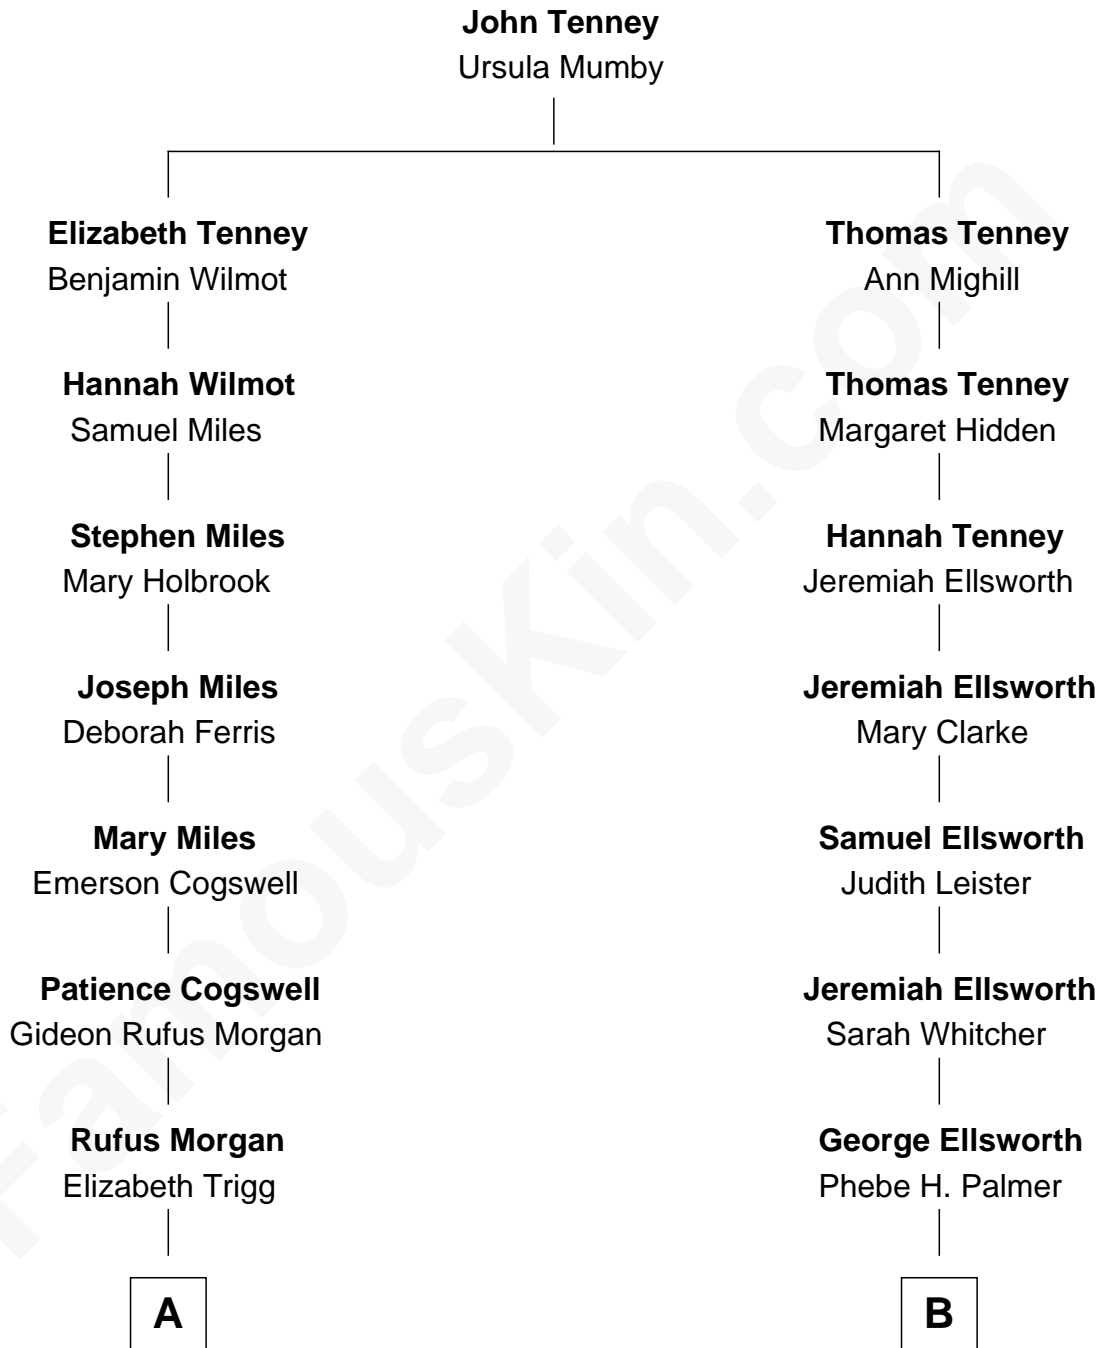 John Tenney
Ursula Mumby
Elizabeth Tenney
Benjamin Wilmot
Hannah Wilmot
Samuel Miles
Stephen Miles
Mary Holbrook
Joseph Miles
Deborah Ferris
Mary Miles
Emerson Cogswell
Patience Cogswell
Gideon Rufus Morgan
Rufus Morgan
Elizabeth Trigg
A
Thomas Tenney
Ann Mighill
Thomas Tenney
Margaret Hidden
Hannah Tenney
Jeremiah Ellsworth
Jeremiah Ellsworth
Mary Clarke
Samuel Ellsworth
Judith Leister
Jeremiah Ellsworth
Sarah Whitcher
George Ellsworth
Phebe H. Palmer
B
FamousKin.com